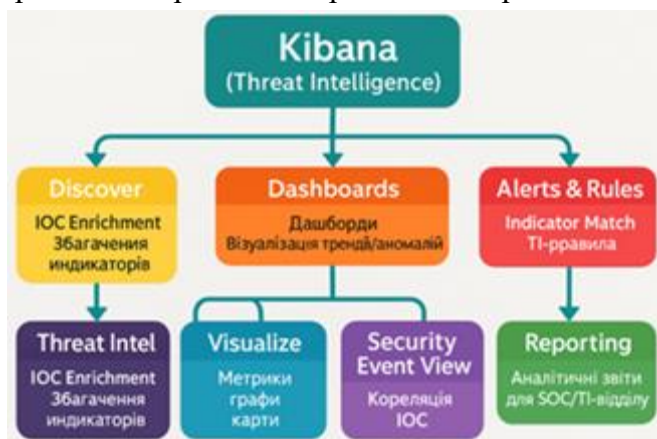 Kibana
(Threat Intelligence)
Discover
IOC Enrichment
Збагачення
индикаторів
Dashboards
Дашборди
Візуалізація тренді/аномалій
Alerts & Rules
Indicator Match
TI-рравила
Threat Intel
IOC Enrichment
Збагачення
индикаторів
Visualize
Метрики
графи
карти
Security
Event View
Кореляція
IOC
Reporting
Аналітичні звіти
для SOC/TI-відділу